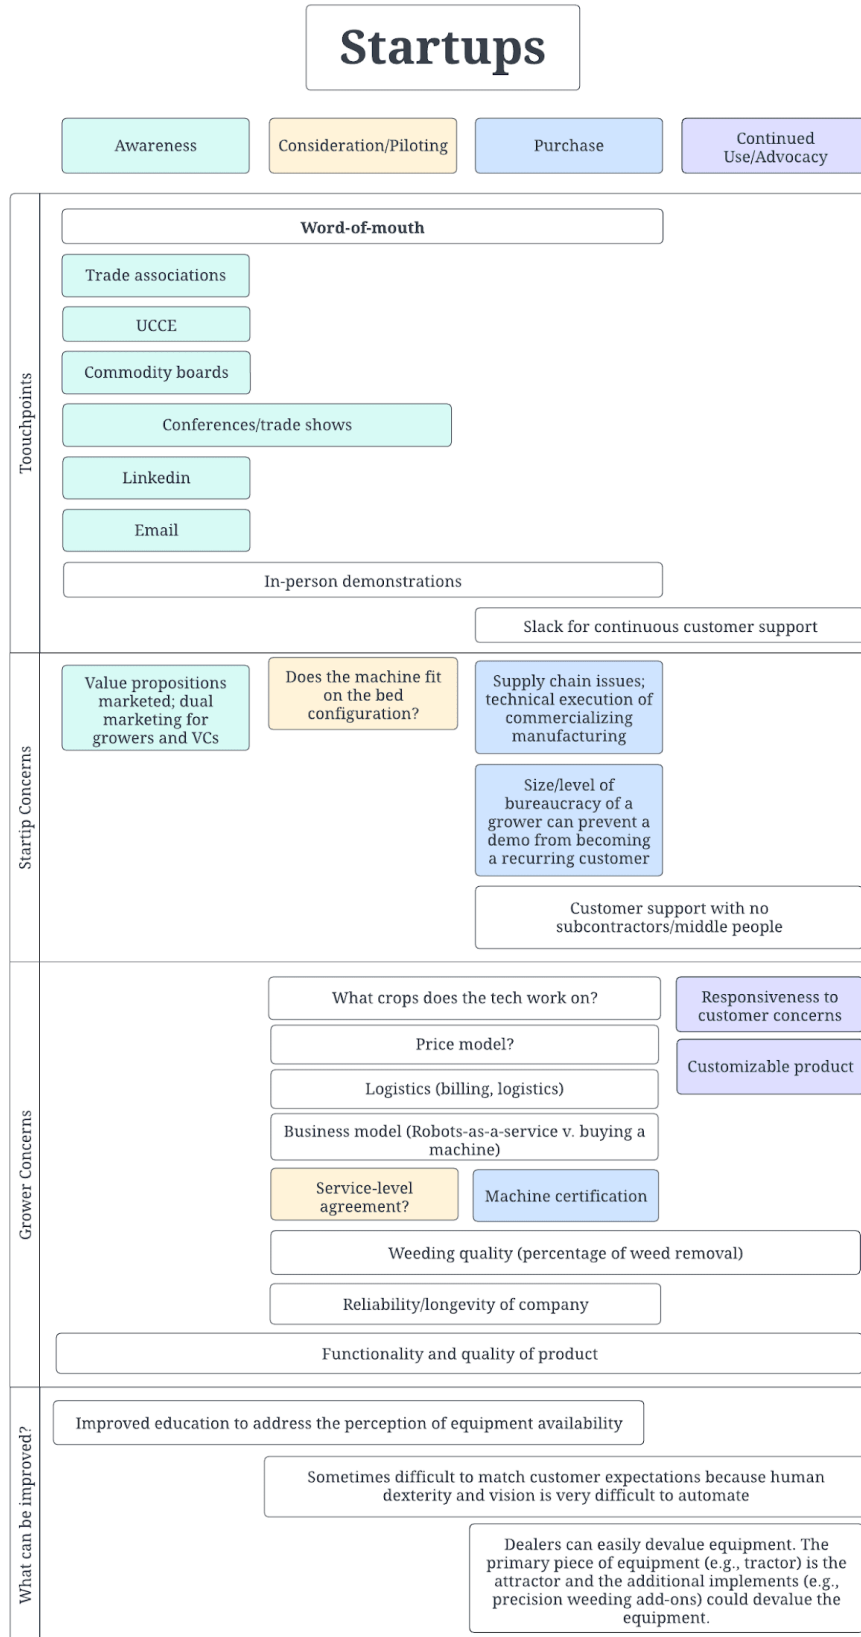 Startups
Awareness
Consideration/Piloting
Purchase
Continued
Use/Advocacy
Toouchpoints
Word-of-mouth
Trade associations
UCCE
Commodity boards
Conferences/trade shows
Linkedin
Email
In-person demonstrations
Slack for continuous customer support
Startip Concerns
Value propositions
marketed; dual
marketing for
growers and VCs
Does the machine fit
on the bed
configuration?
Supply chain issues;
technical execution of
commercializing
manufacturing
Size/level of
bureaucracy of a
grower can prevent a
demo from becoming
a recurring customer
Customer support with no
subcontractors/middle people
Grower Concerns
What crops does the tech work on?
Responsiveness to
customer concerns
Price model?
Customizable product
Logistics (billing, logistics)
Business model (Robots-as-a-service v. buying a
machine)
Service-level
agreement?
Machine certification
Weeding quality (percentage of weed removal)
Reliability/longevity of company
Functionality and quality of product
What can be improved?
Improved education to address the perception of equipment availability
Sometimes difficult to match customer expectations because human
dexterity and vision is very difficult to automate
Dealers can easily devalue equipment. The
primary piece of equipment (e.g., tractor) is the
attractor and the additional implements (e.g.,
precision weeding add-ons) could devalue the
equipment.